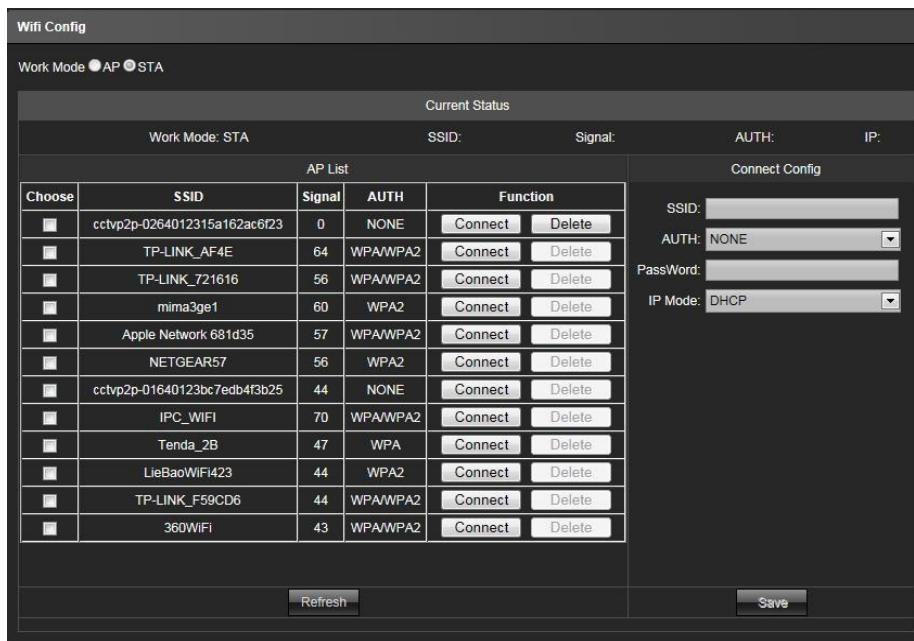 Wifi Config
Work Mode AP STA
Current Status
Work Mode: STA SSID: Signal: AUTH: IP:
AP List
Choose SSID Signal AUTH Function
cctvp2p-0264012315a162ac6f23 0 NONE Connect Delete
TP-LINK_AF4E 64 WPA/WPA2 Connect Delete
TP-LINK_721616 56 WPA/WPA2 Connect Delete
mima3ge1 60 WPA2 Connect Delete
Apple Network 681d35 57 WPA/WPA2 Connect Delete
NETGEAR57 56 WPA2 Connect Delete
cctvp2p-01640123bc7edb4f3b25 44 NONE Connect Delete
IPC_WIFI 70 WPA/WPA2 Connect Delete
Tenda_2B 47 WPA Connect Delete
LieBaoWiFi423 44 WPA2 Connect Delete
TP-LINK_F59CD6 44 WPA/WPA2 Connect Delete
360WiFi 43 WPA/WPA2 Connect Delete
Refresh
Connect Config
SSID:
AUTH: NONE
PassWord:
IP Mode: DHCP
Save